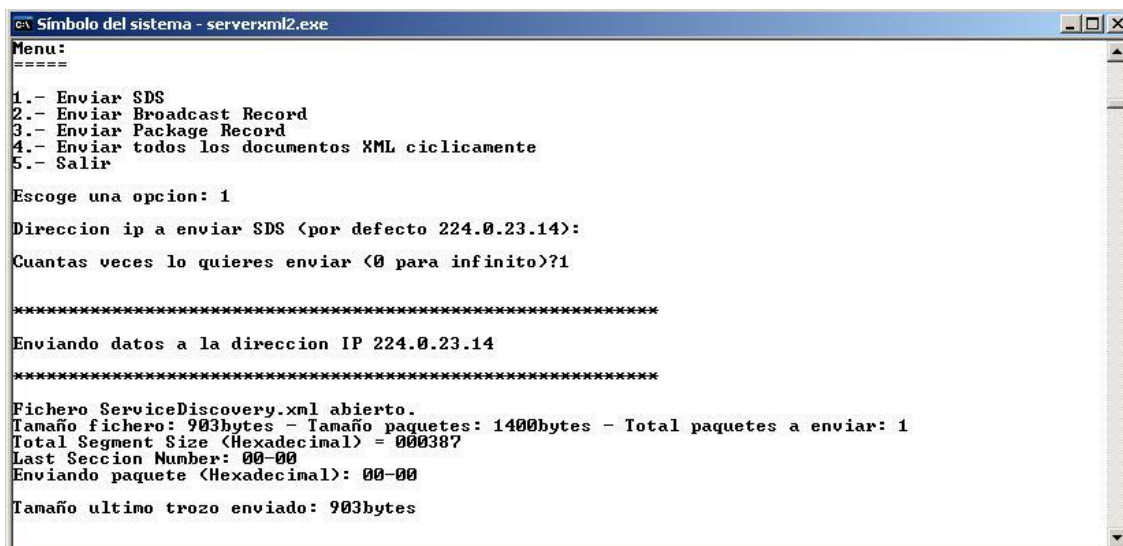 Símbolo del sistema - serverxml2.exe
Menu:
=====
1.- Enviar SDS
2.- Enviar Broadcast Record
3.- Enviar Package Record
4.- Enviar todos los documentos XML ciclicamente
5.- Salir
Escoge una opcion: 1
Direccion ip a enviar SDS (por defecto 224.0.23.14):
Cuantas veces lo quieres enviar (0 para infinito)?1
************************************************************
Enviando datos a la direccion IP 224.0.23.14
************************************************************
Fichero ServiceDiscovery.xml abierto.
Tamaño fichero: 903bytes - Tamaño paquetes: 1400bytes - Total paquetes a enviar: 1
Total Segment Size (Hexadecimal) = 000387
Last Seccion Number: 00-00
Enviando paquete (Hexadecimal): 00-00
Tamaño ultimo trozo enviado: 903bytes